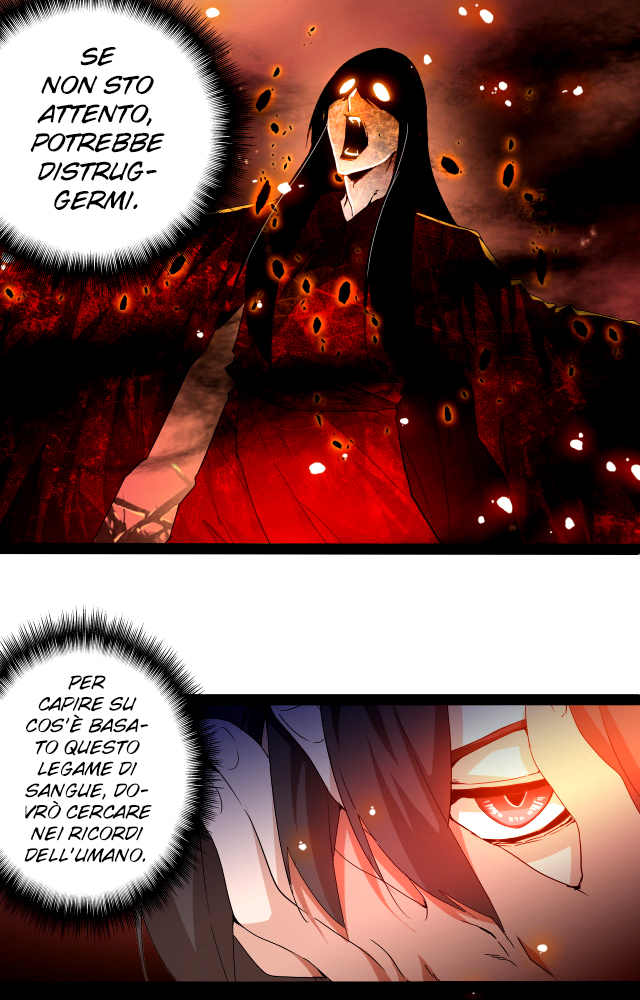 SE
NON STO
ATTENTO,
POTREBBE
DISTRUG-
GERMI.
PER
CAPIRE SU
COS'È BASA-
TO QUESTO
LEGAME DI
SANGUE, DO-
VRÒ CERCARE
NEI RICORDI
DELL'UMANO.